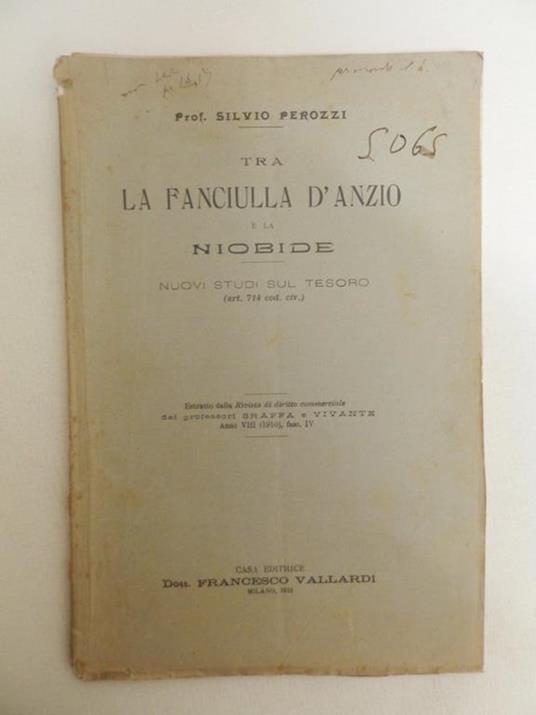 Prof. SILVIO PEROZZI
5065
TRA
LA FANCIULLA D'ANZIO
E LA
NIOBIDE
NUOVI STUDI SUL TESORO
(art. 714 cod. civ.)
Estratto dalla Rivista di diritto commerciale
dei professori SRAFFA e VIVANTE
Anno VIII (1910), fasc. IV
CASA EDITRICE
Dott. FRANCESCO VALLARDI
MILANO, 1910